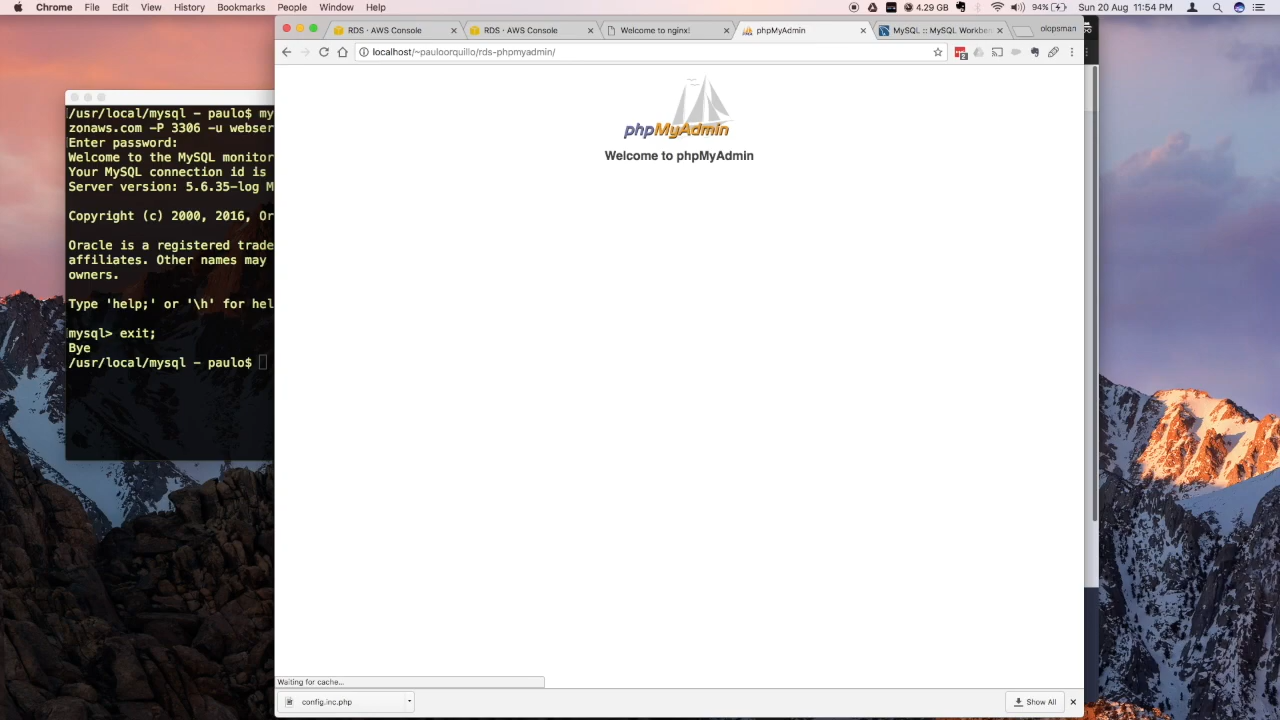 Chrome File Edit View History Bookmarks People Window Help
4.29 GB 94% Sun 20 Aug 11:54 PM
RDS · AWS Console
RDS · AWS Console
Welcome to nginx!
phpMyAdmin
MySQL :: MySQL Workben
olopsman
localhost/~pauloorquillo/rds-phpmyadmin/
/usr/local/mysql - paulo$ my
zonaws.com -P 3306 -u webser
Enter password:
Welcome to the MySQL monitor
Your MySQL connection id is
Server version: 5.6.35-log M
Copyright (c) 2000, 2016, Or
Oracle is a registered trade
affiliates. Other names may
owners.
Type 'help;' or '\h' for hel
mysql> exit;
Bye
/usr/local/mysql - paulo$
phpMyAdmin
Welcome to phpMyAdmin
Waiting for cache...
config.inc.php
Show All